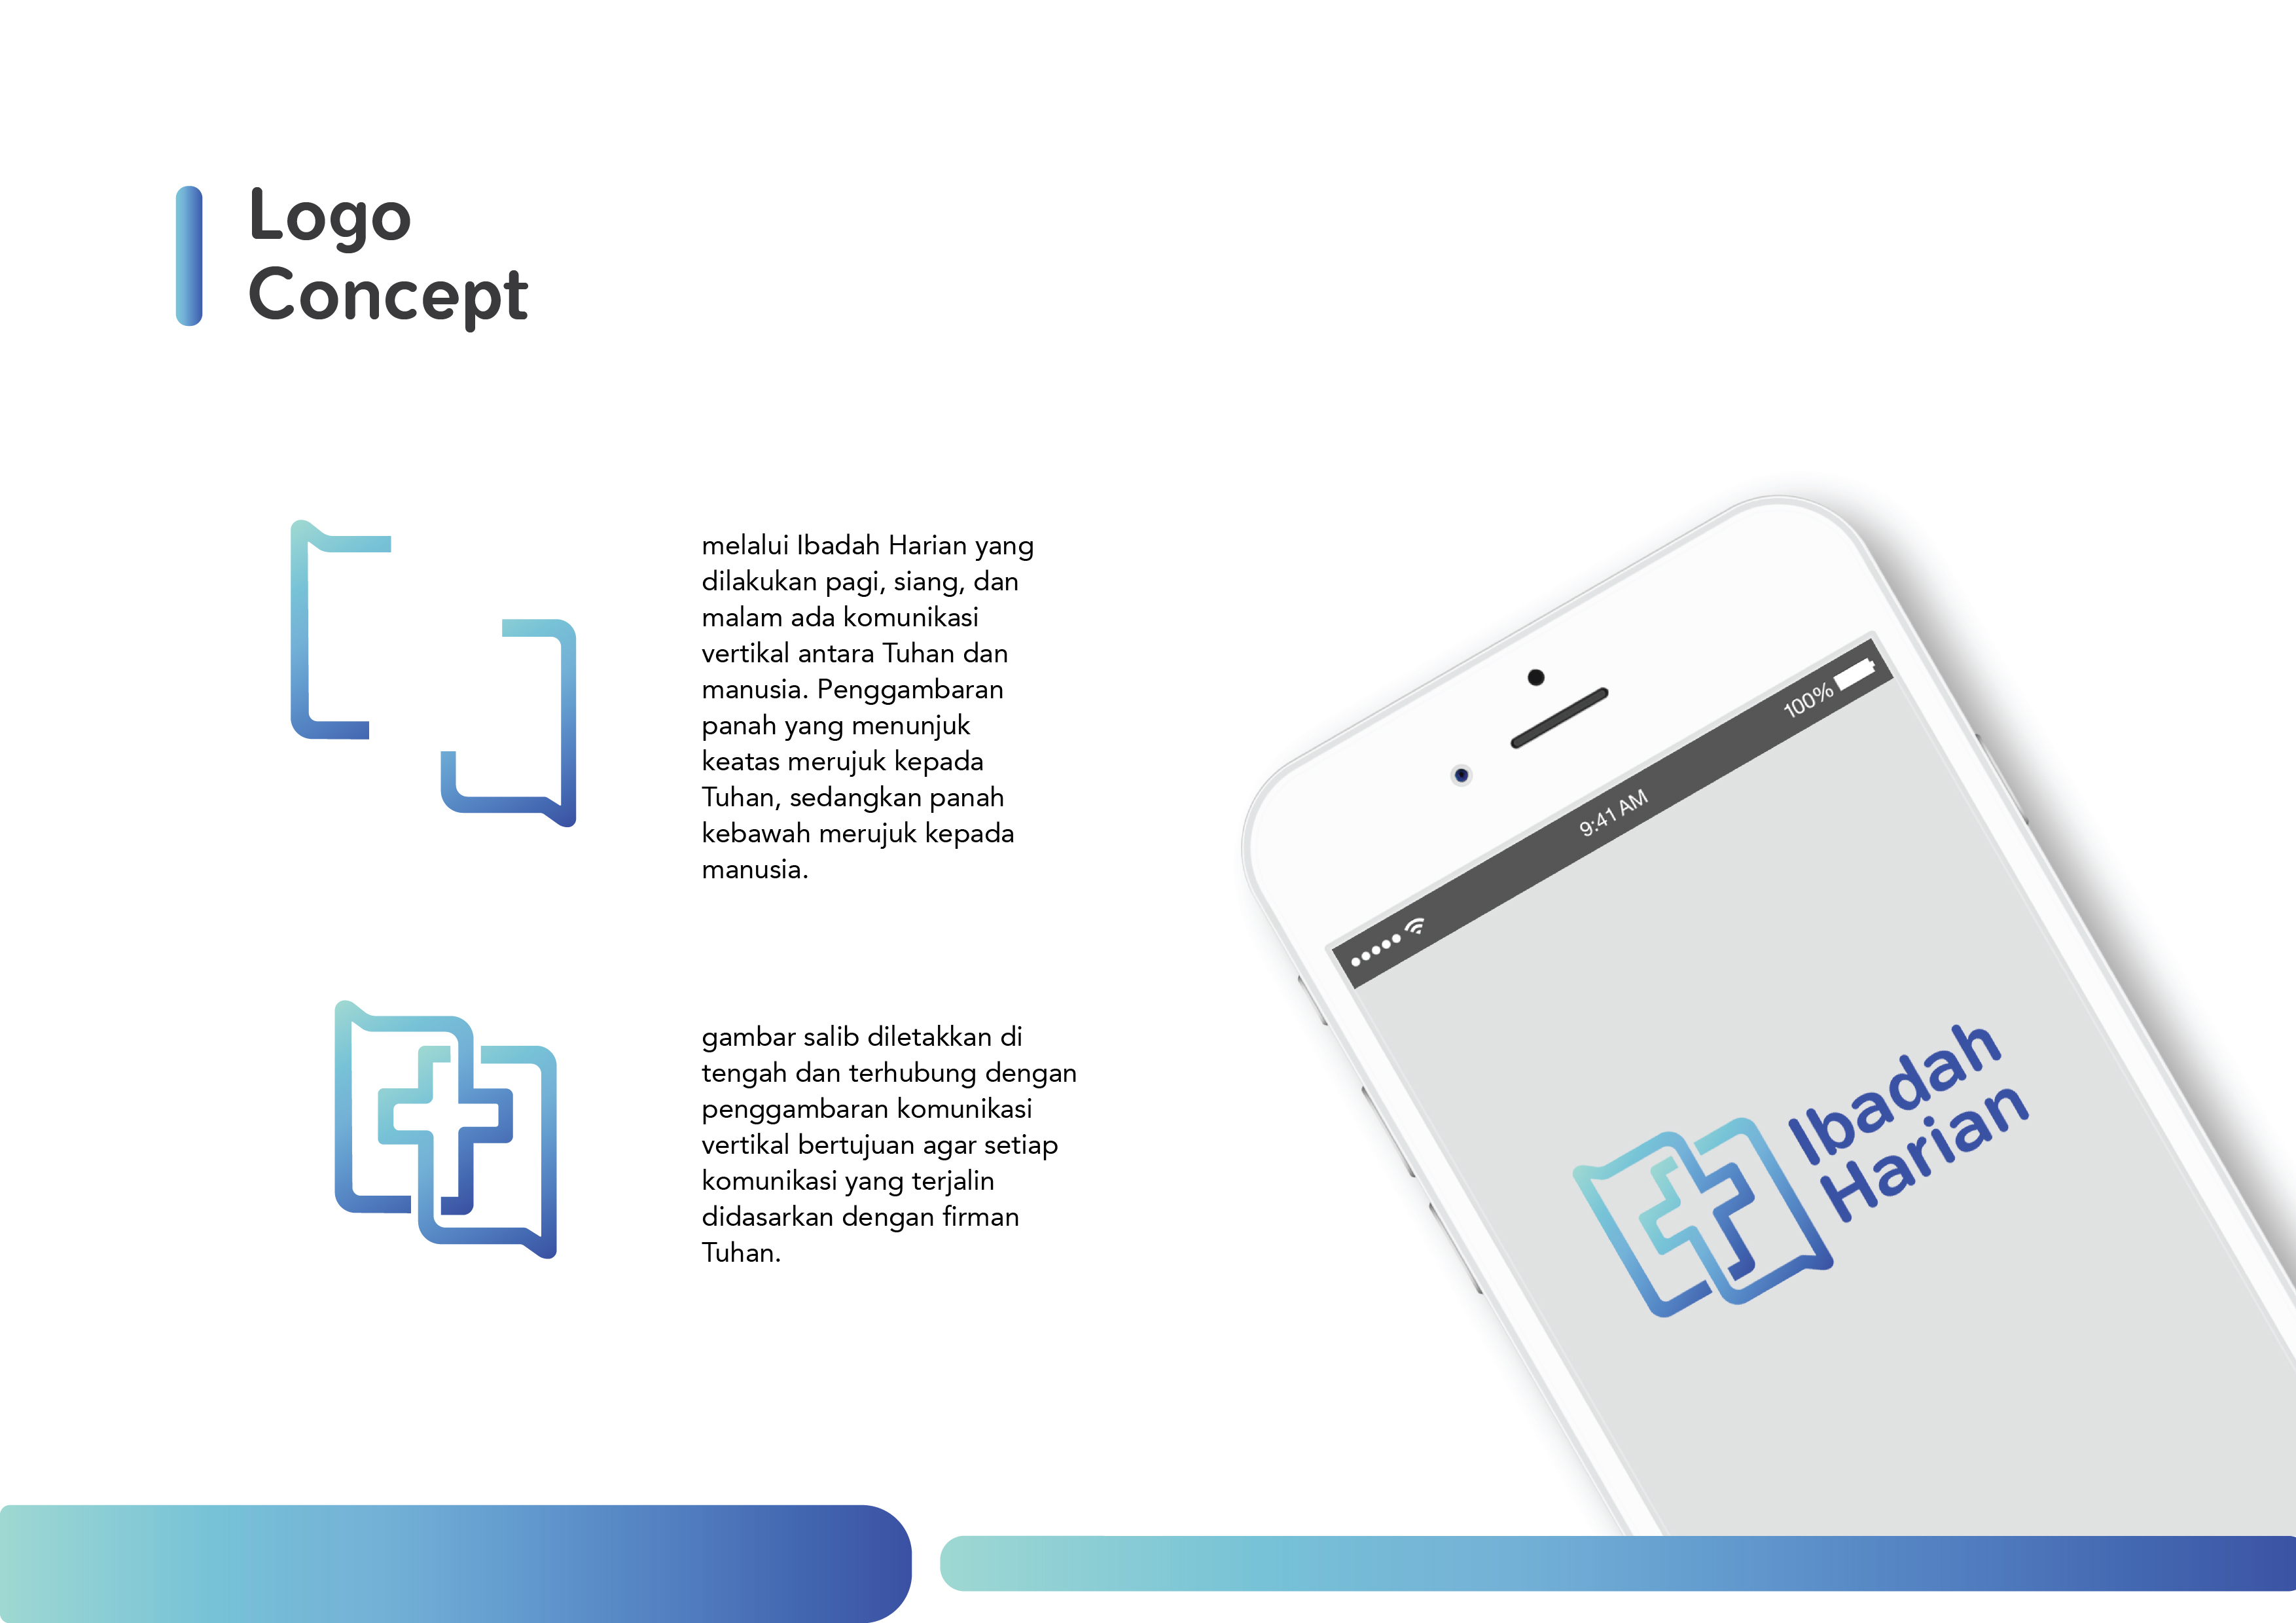 Logo
Concept
melalui Ibadah Harian yang
dilakukan pagi, siang, dan
malam ada komunikasi
vertikal antara Tuhan dan
manusia. Penggambaran
panah yang menunjuk
keatas merujuk kepada
Tuhan, sedangkan panah
kebawah merujuk kepada
manusia.
gambar salib diletakkan di
tengah dan terhubung dengan
penggambaran komunikasi
vertikal bertujuan agar setiap
komunikasi yang terjalin
didasarkan dengan firman
Tuhan.
9:41 AM
100%
Ibadah
Harian